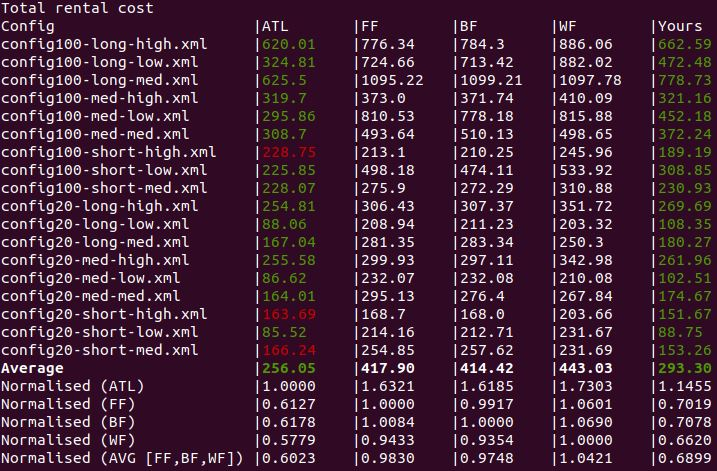 Total rental cost
Config |ATL |FF |BF |WF |Yours
config100-long-high.xml |620.01 |776.34 |784.3 |886.06 |662.59
config100-long-low.xml |324.81 |724.66 |713.42 |882.02 |472.48
config100-long-med.xml |625.5 |1095.22 |1099.21 |1097.78 |778.73
config100-med-high.xml |319.7 |373.0 |371.74 |410.09 |321.16
config100-med-low.xml |295.86 |810.53 |778.18 |815.88 |452.18
config100-med-med.xml |308.7 |493.64 |510.13 |498.65 |372.24
config100-short-high.xml |228.75 |213.1 |210.25 |245.96 |189.19
config100-short-low.xml |225.85 |498.18 |474.11 |533.92 |308.85
config100-short-med.xml |228.07 |275.9 |272.29 |310.88 |230.93
config20-long-high.xml |254.81 |306.43 |307.37 |351.72 |269.69
config20-long-low.xml |88.06 |208.94 |211.23 |203.32 |108.35
config20-long-med.xml |167.04 |281.35 |283.34 |250.3 |180.27
config20-med-high.xml |255.58 |299.93 |297.11 |342.98 |261.96
config20-med-low.xml |86.62 |232.07 |232.08 |210.08 |102.51
config20-med-med.xml |164.01 |295.13 |276.4 |267.84 |174.67
config20-short-high.xml |163.69 |168.7 |168.0 |203.66 |151.67
config20-short-low.xml |85.52 |214.16 |212.71 |231.67 |88.75
config20-short-med.xml |166.24 |254.85 |257.62 |231.69 |153.26
Average |256.05 |417.90 |414.42 |443.03 |293.30
Normalised (ATL) |1.0000 |1.6321 |1.6185 |1.7303 |1.1455
Normalised (FF) |0.6127 |1.0000 |0.9917 |1.0601 |0.7019
Normalised (BF) |0.6178 |1.0084 |1.0000 |1.0690 |0.7078
Normalised (WF) |0.5779 |0.9433 |0.9354 |1.0000 |0.6620
Normalised (AVG [FF,BF,WF]) |0.6023 |0.9830 |0.9748 |1.0421 |0.6899